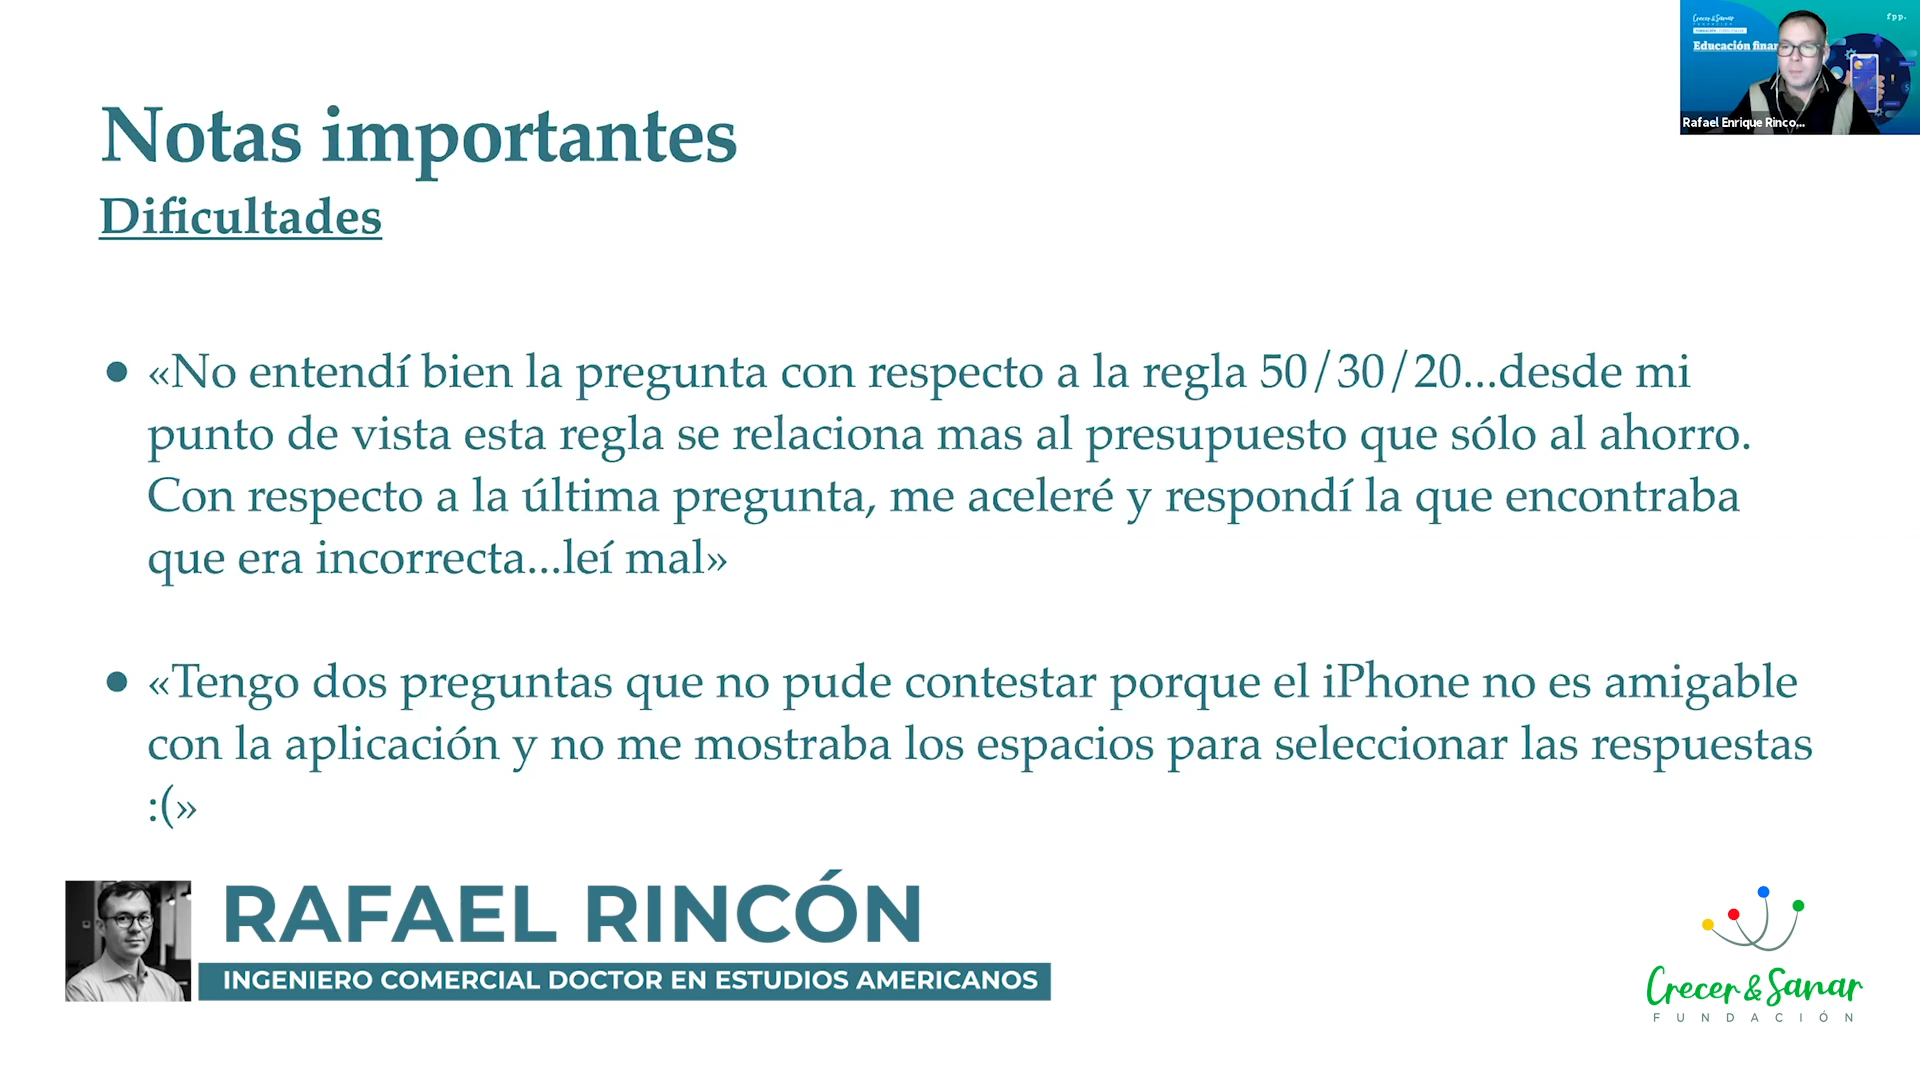 Notas importantes
Dificultades
• «No entendí bien la pregunta con respecto a la regla 50/30/20...desde mi
punto de vista esta regla se relaciona mas al presupuesto que sólo al ahorro.
Con respecto a la última pregunta, me aceleré y respondí la que encontraba
que era incorrecta...leí mal»
• «Tengo dos preguntas que no pude contestar porque el iPhone no es amigable
con la aplicación y no me mostraba los espacios para seleccionar las respuestas
:(»
RAFAEL RINCÓN
INGENIERO COMERCIAL DOCTOR EN ESTUDIOS AMERICANOS
Crecer & Sanar
FUNDACIÓN
Crecer & Sanar
fpp.
Educación finan
Rafael Enrique Rinco...